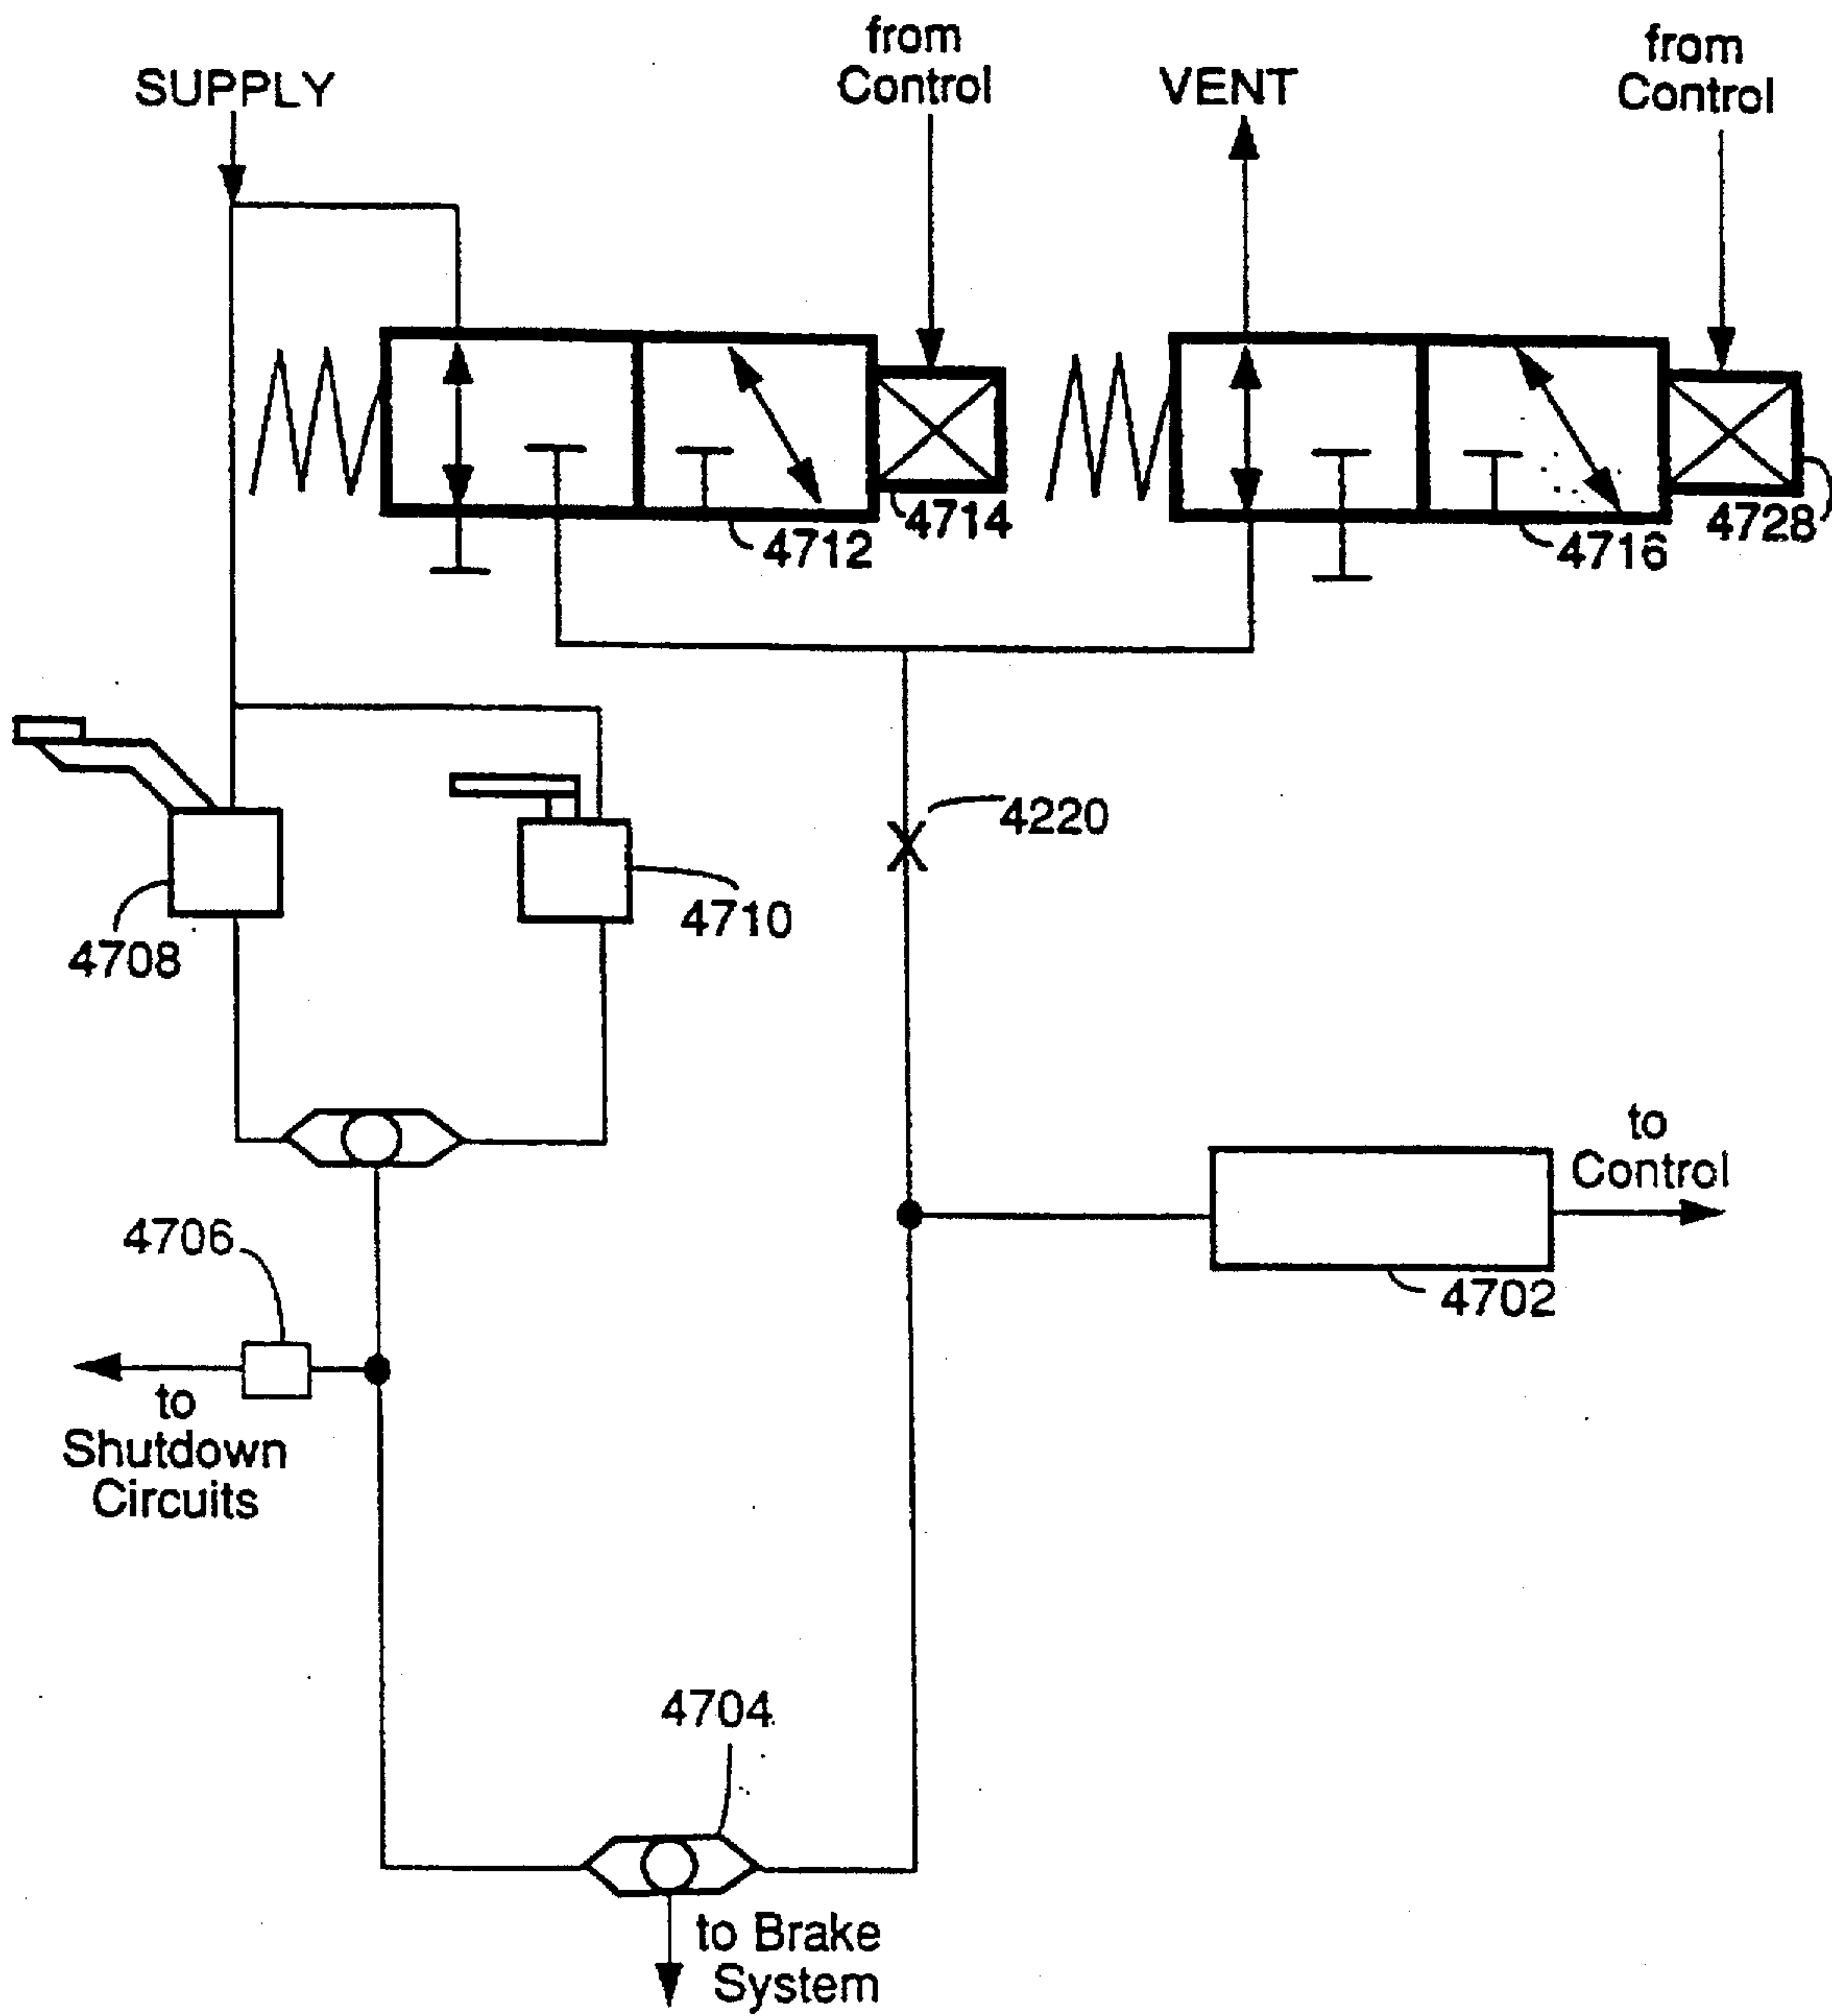 from
Control
from
Control
SUPPLY
VENT
4714
4728
4712
4716
4220
4710
4708
to
Control
4702
4706
to
Shutdown
Circuits
4704
to Brake
System